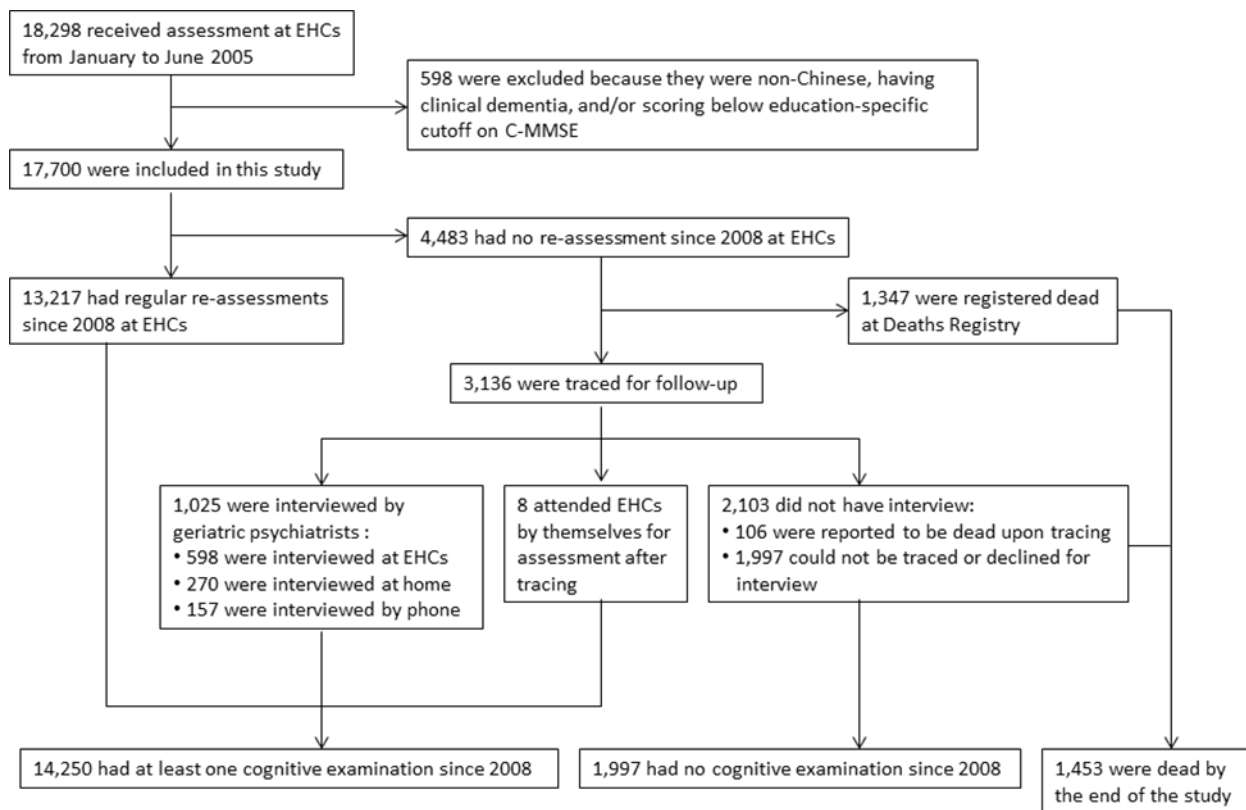 18,298 received assessment at EHCs
from January to June 2005
598 were excluded because they were non-Chinese, having
clinical dementia, and/or scoring below education-specific
cutoff on C-MMSE
17,700 were included in this study
4,483 had no re-assessment since 2008 at EHCs
13,217 had regular re-assessments
since 2008 at EHCs
1,347 were registered dead
at Deaths Registry
3,136 were traced for follow-up
1,025 were interviewed by
geriatric psychiatrists :
• 598 were interviewed at EHCs
• 270 were interviewed at home
• 157 were interviewed by phone
8 attended EHCs
by themselves for
assessment after
tracing
2,103 did not have interview:
• 106 were reported to be dead upon tracing
• 1,997 could not be traced or declined for
interview
14,250 had at least one cognitive examination since 2008
1,997 had no cognitive examination since 2008
1,453 were dead by
the end of the study